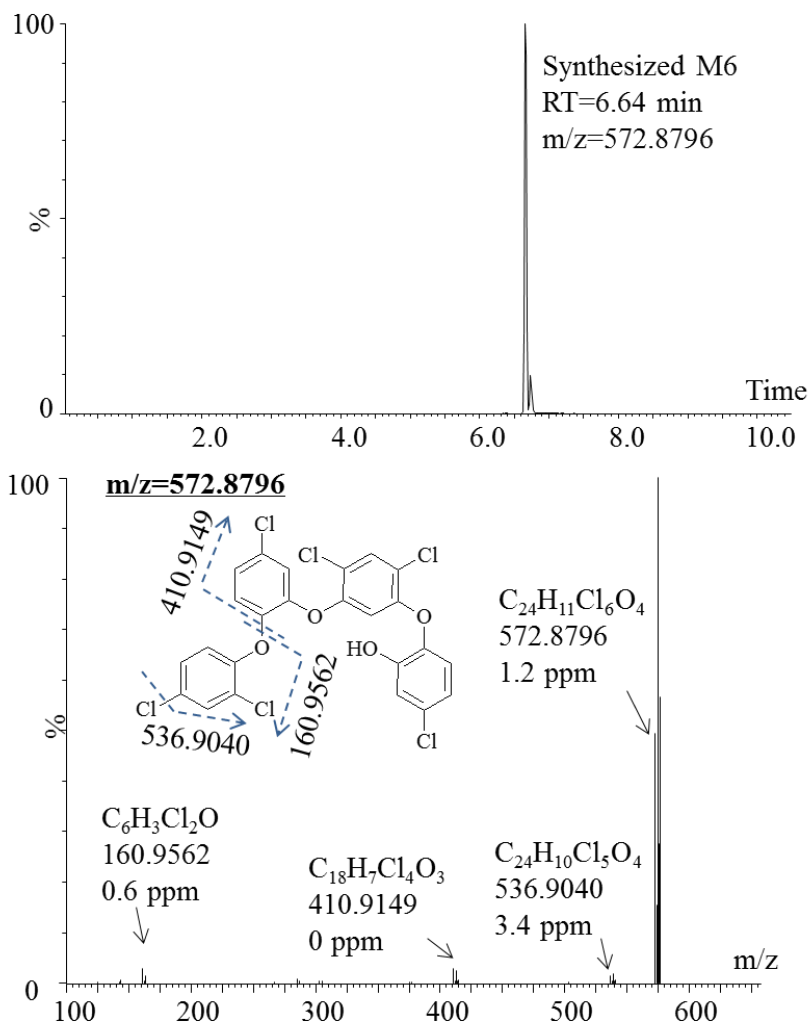 100
%
0
Synthesized M6
RT=6.64 min
m/z=572.8796
Time
2.0 4.0 6.0 8.0 10.0
100
m/z=572.8796
410.9149
Cl
Cl
Cl
O
O
O
HO
Cl
Cl
Cl
536.9040
160.9562
C₂₄H₁₁Cl₆O₄
572.8796
1.2 ppm
%
C₆H₃Cl₂O
160.9562
0.6 ppm
C₁₈H₇Cl₄O₃
410.9149
0 ppm
C₂₄H₁₀Cl₅O₄
536.9040
3.4 ppm
m/z
0
100 200 300 400 500 600